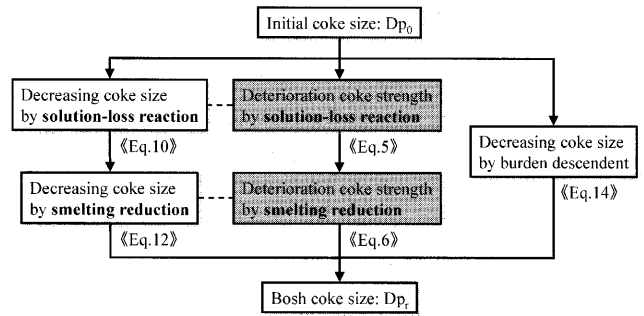 Initial coke size: Dp0
Decreasing coke size
by solution-loss reaction
Deterioration coke strength
by solution-loss reaction
Decreasing coke size
by burden descendent
《Eq.10》
《Eq.5》
《Eq.14》
Decreasing coke size
by smelting reduction
Deterioration coke strength
by smelting reduction
《Eq.12》
《Eq.6》
Bosh coke size: Dpr